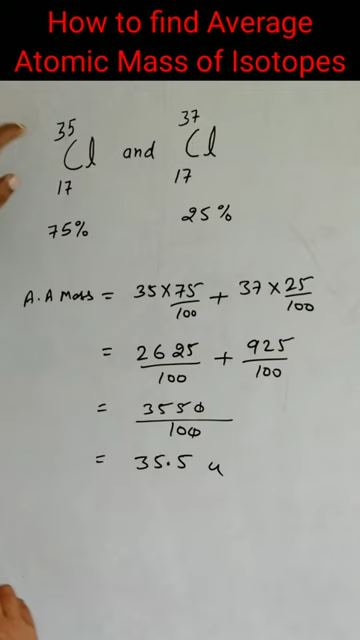 How to find Average
Atomic Mass of Isotopes
35 37
Cl and Cl
17 17
75% 25%
A.A Mass = 35 × 75/100 + 37 × 25/100
= 2625/100 + 925/100
= 3550/100
= 35.5 u